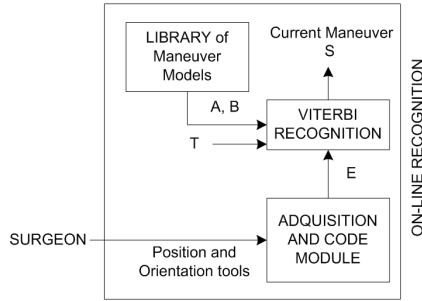 LIBRARY of
Maneuver
Models
Current Maneuver
S
A, B
T
VITERBI
RECOGNITION
E
SURGEON
Position and
Orientation tools
ADQUISITION
AND CODE
MODULE
ON-LINE RECOGNITION